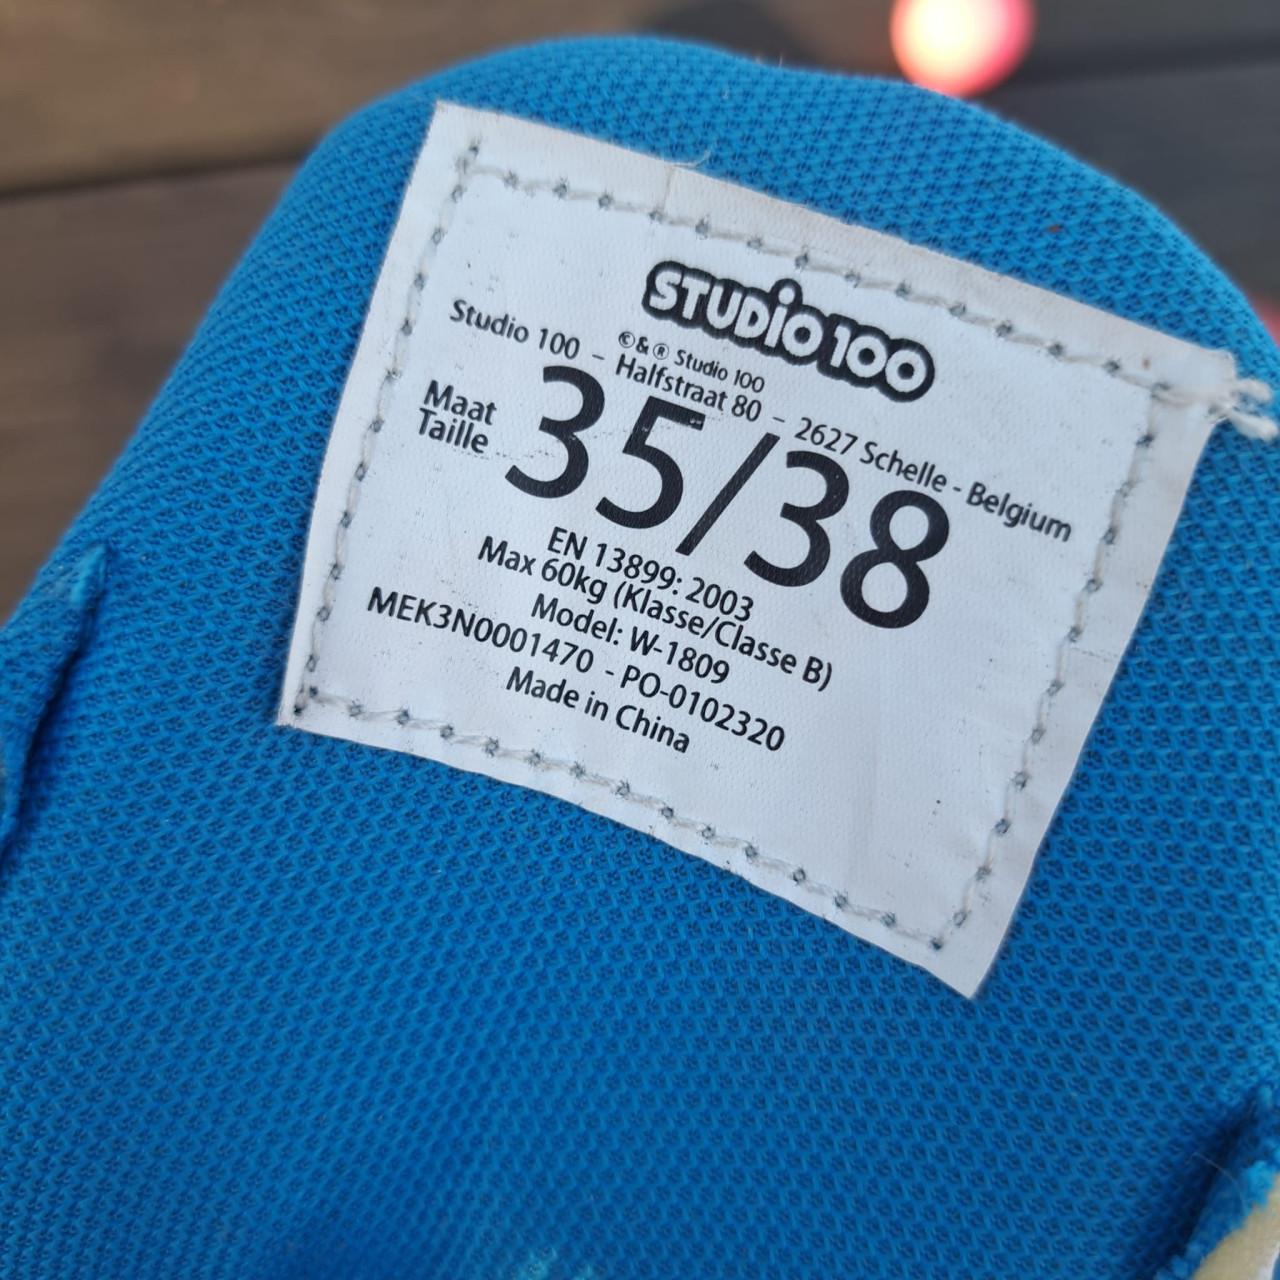 STUDIO 100
©&® Studio 100
Studio 100 – Halfstraat 80 – 2627 Schelle - Belgium
Maat
Taille
35/38
EN 13899: 2003
Max 60kg (Klasse/Classe B)
Model: W-1809
MEK3N0001470 - PO-0102320
Made in China